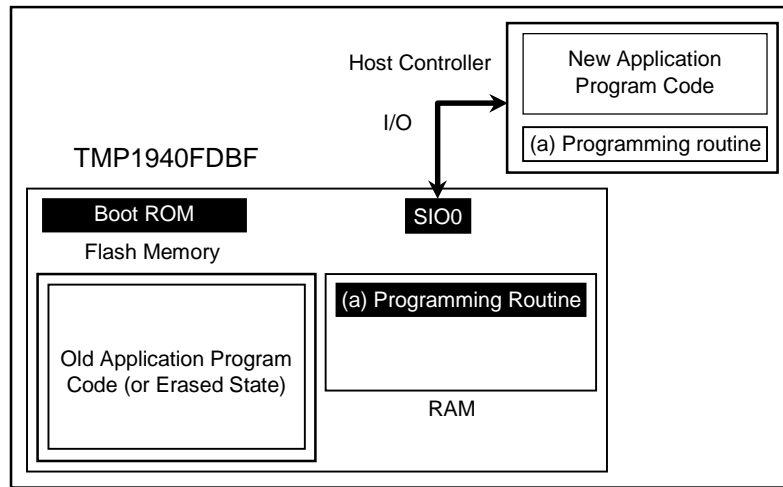 New Application
Program Code
Host Controller
I/O
(a) Programming routine
TMP1940FDBF
Boot ROM
SIO0
Flash Memory
(a) Programming Routine
Old Application Program
Code (or Erased State)
RAM